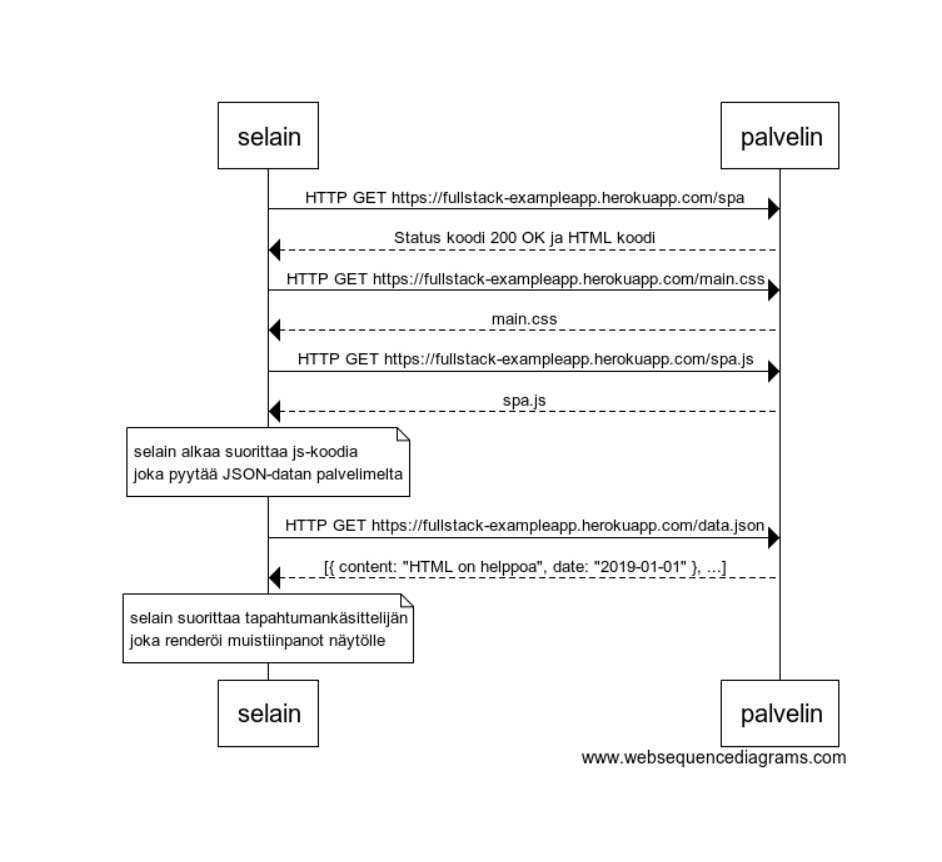 selain
palvelin
HTTP GET https://fullstack-exampleapp.herokuapp.com/spa
Status koodi 200 OK ja HTML koodi
HTTP GET https://fullstack-exampleapp.herokuapp.com/main.css
main.css
HTTP GET https://fullstack-exampleapp.herokuapp.com/spa.js
spa.js
selain alkaa suorittaa js-koodia
joka pyytää JSON-datan palvelimelta
HTTP GET https://fullstack-exampleapp.herokuapp.com/data.json
[{ content: "HTML on helppoa", date: "2019-01-01" }, ...]
selain suorittaa tapahtumankäsittelijän
joka renderöi muistiinpanot näytölle
selain
palvelin
www.websequencediagrams.com